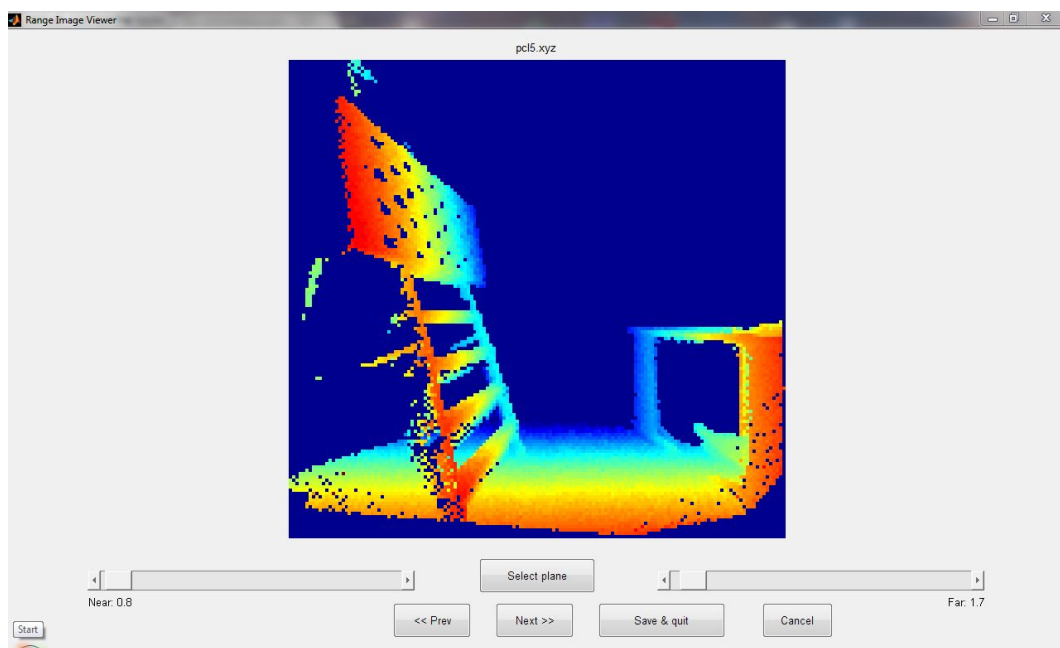 Range Image Viewer
pcl5.xyz
Select plane
Near: 0.8
Far: 1.7
<< Prev
Next >>
Save & quit
Cancel
Start